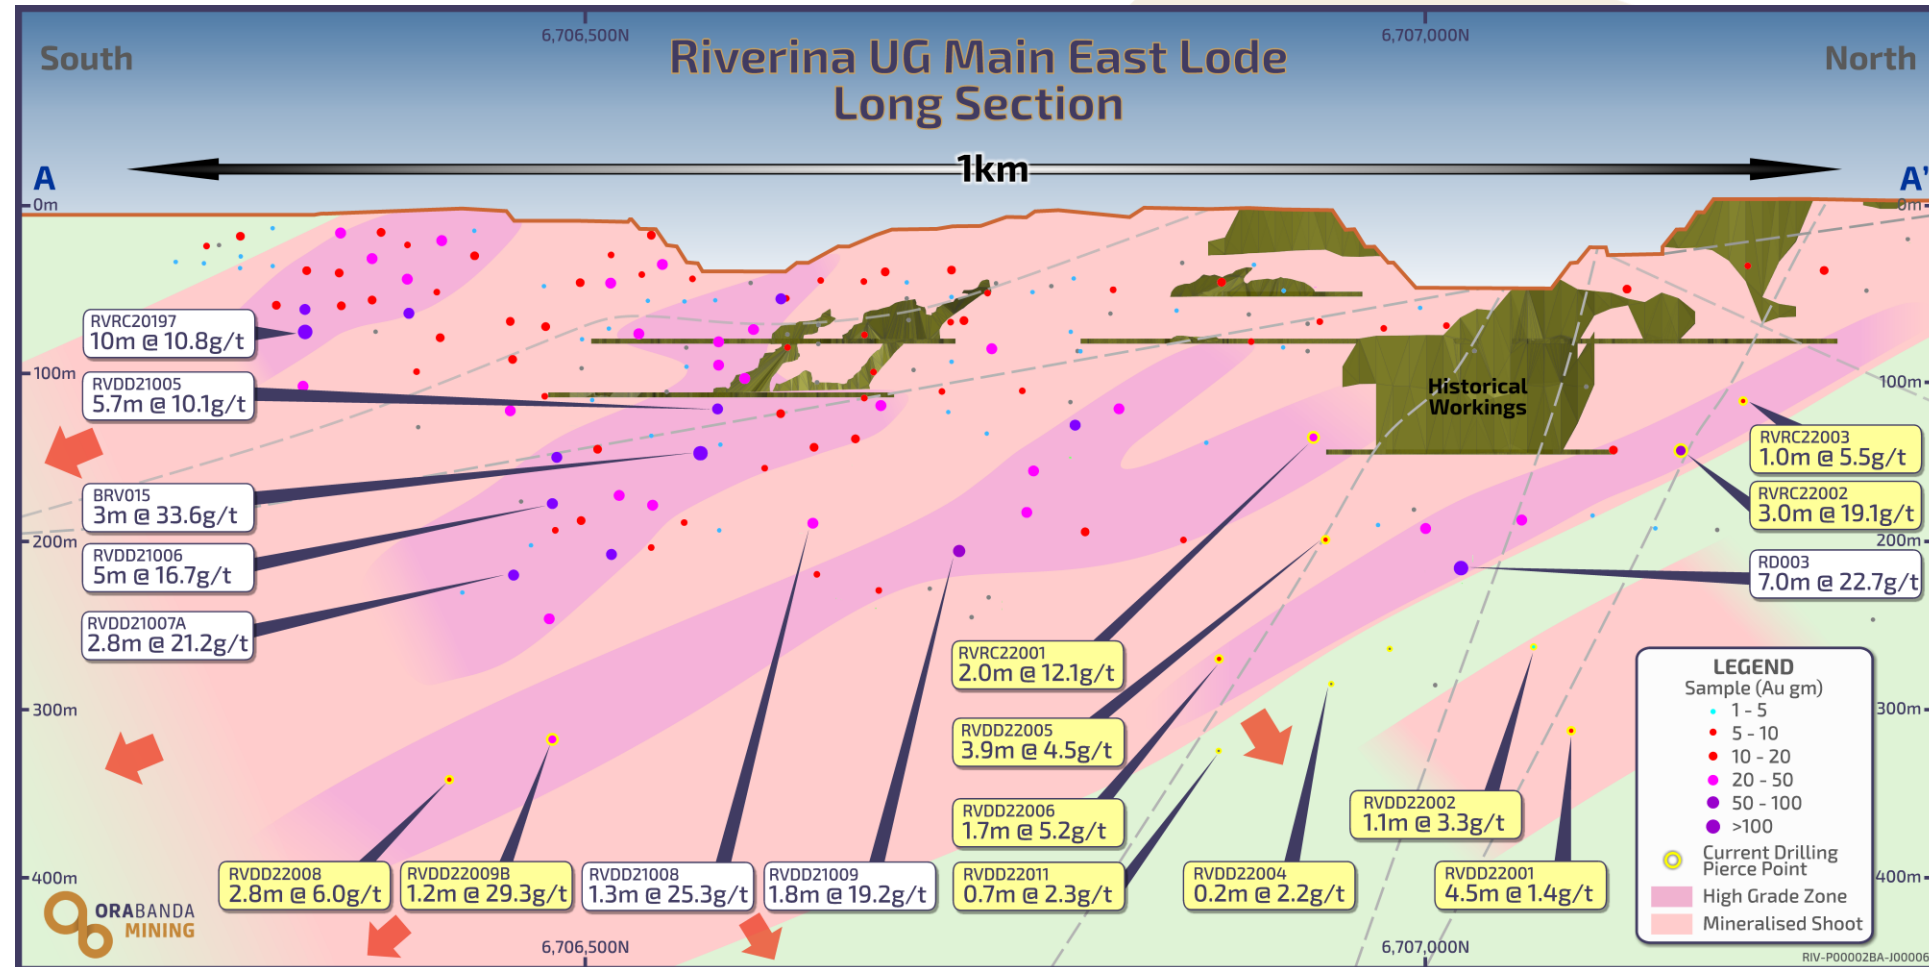 6,706,500N
6,707,000N
South
Riverina UG Main East Lode
Long Section
North
1km
A
A'
0m
0m
RVRC20197
10m @ 10.8g/t
100m
100m
RVDD21005
5.7m @ 10.1g/t
Historical
Workings
RVRC22003
1.0m @ 5.5g/t
BRV015
3m @ 33.6g/t
RVRC22002
3.0m @ 19.1g/t
200m
200m
RVDD21006
5m @ 16.7g/t
RD003
7.0m @ 22.7g/t
RVDD21007A
2.8m @ 21.2g/t
RVRC22001
2.0m @ 12.1g/t
300m
300m
RVDD22005
3.9m @ 4.5g/t
RVDD22006
1.7m @ 5.2g/t
RVDD22002
1.1m @ 3.3g/t
LEGEND
Sample (Au gm)
1 - 5
5 - 10
10 - 20
20 - 50
50 - 100
>100
Current Drilling
Pierce Point
High Grade Zone
Mineralised Shoot
400m
400m
RVDD22008
2.8m @ 6.0g/t
RVDD22009B
1.2m @ 29.3g/t
RVDD21008
1.3m @ 25.3g/t
RVDD21009
1.8m @ 19.2g/t
RVDD22011
0.7m @ 2.3g/t
RVDD22004
0.2m @ 2.2g/t
RVDD22001
4.5m @ 1.4g/t
ORABANDA
MINING
6,706,500N
6,707,000N
RIV-P00002BA-J00006